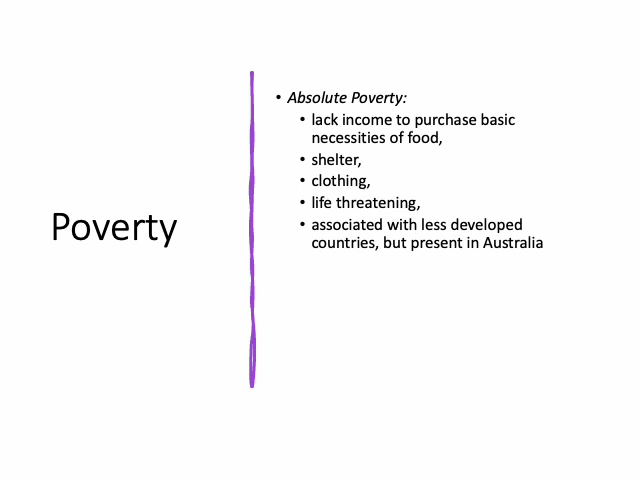 Poverty
• Absolute Poverty:
• lack income to purchase basic
necessities of food,
• shelter,
• clothing,
• life threatening,
• associated with less developed
countries, but present in Australia